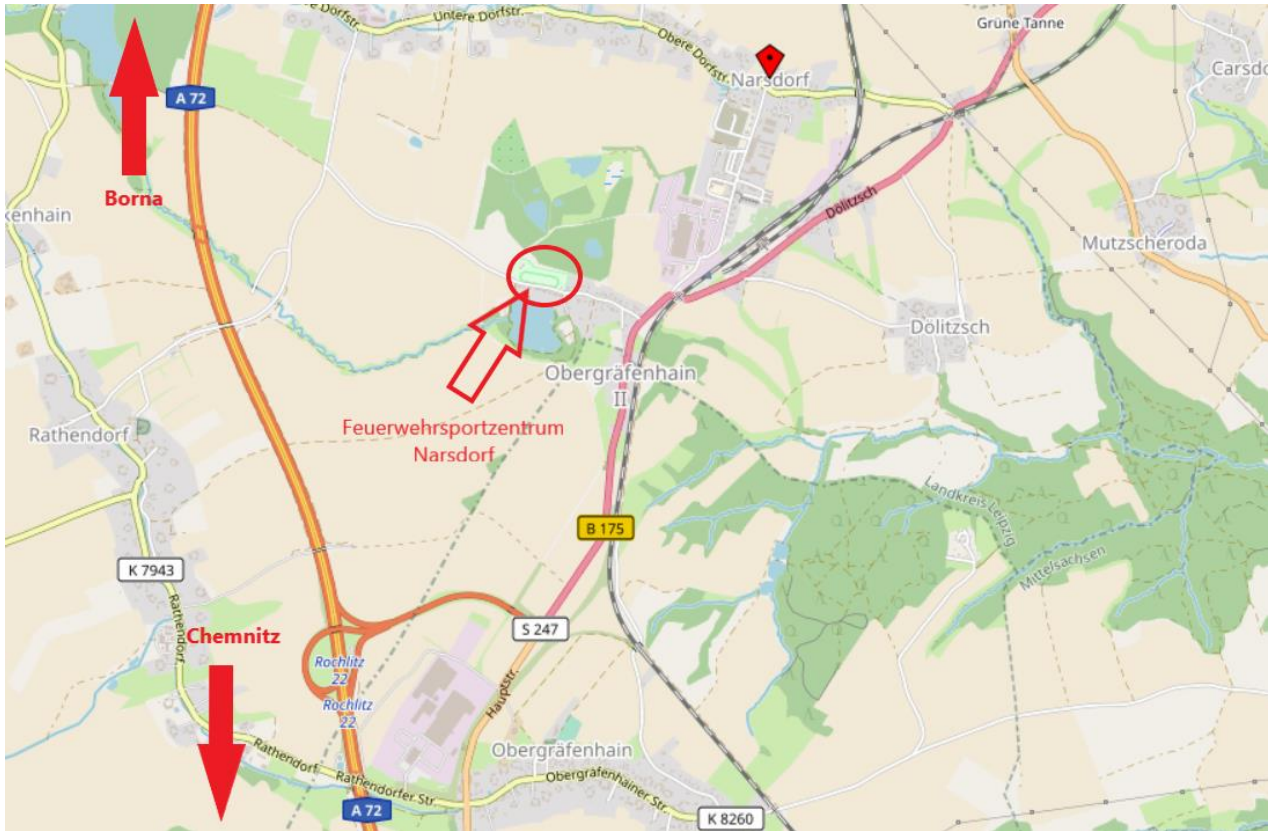 Untere Dorfstr.
Obere Dorfstr.
Grüne Tanne
Narsdorf
A 72
Borna
Dölitzsch
Mutzscheroda
Dölitzsch
Obergräfenhain
II
Feuerwehrsportzentrum
Narsdorf
Rathendorf
B 175
Landkreis Leipzig
Mittelsachsen
K 7943
Rathendorf
Chemnitz
S 247
Rochlitz
22
Rochlitz
22
Hauptstr.
Rathendorf
Rathendorfer Str.
Obergräfenhain
Obergräfenhainer Str.
A 72
K 8260